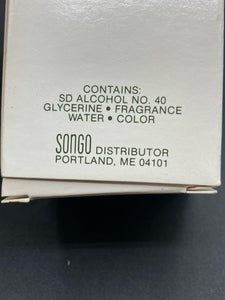 CONTAINS:
SD ALCOHOL NO. 40
GLYCERINE • FRAGRANCE
WATER • COLOR
SONGO DISTRIBUTOR
PORTLAND, ME 04101